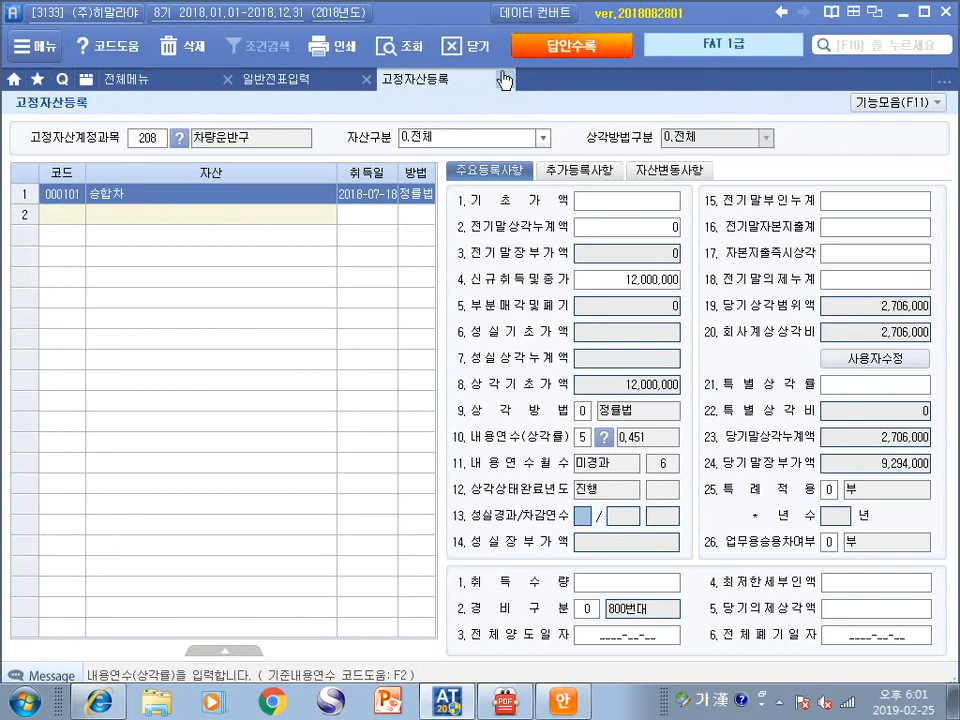 [3133] (주)히말라야 8기 2018.01.01-2018.12.31 (2018년도) 데이터 컨버트 ver.2018082801
메뉴 코드도움 삭제 조건검색 인쇄 조회 닫기 답안수록 FAT 1급 [F10] 을 누르세요
전체메뉴 일반전표입력 고정자산등록
고정자산등록 기능모음(F11)
고정자산계정과목 208 차량운반구 자산구분 0.전체 상각방법구분 0.전체
코드 자산 취득일 방법
1 000101 승합차 2018-07-18 정률법
2
주요등록사항 추가등록사항 자산변동사항
1. 기 초 가 액
2. 전기말상각누계액 0
3. 전기말장부가액 0
4. 신규취득및증가 12,000,000
5. 부분매각및폐기 0
6. 성 실 기 초 가 액
7. 성실상각누계액
8. 상각기초가액 12,000,000
9. 상 각 방 법 0 정률법
10. 내용연수(상각률) 5 ? 0.451
11. 내 용 연 수 월 수 미경과 6
12. 상각상태완료년도 진행
13. 성실경과/차감연수 /
14. 성 실 장 부 가 액
15. 전기말부인누계
16. 전기말자본지출계
17. 자본지출즉시상각
18. 전기말의제누계
19. 당기상각범위액 2,706,000
20. 회사계상상각비 2,706,000
사용자수정
21. 특 별 상 각 률
22. 특 별 상 각 비 0
23. 당기말상각누계액 2,706,000
24. 당기말장부가액 9,294,000
25. 특 례 적 용 0 부
* 년 수 년
26. 업무용승용차여부 0 부
1. 취 득 수 량
2. 경 비 구 분 0 800번대
3. 전체양도일자 ____-__-__
4. 최저한세부인액
5. 당기의제상각액
6. 전체폐기일자 ____-__-__
Message 내용연수(상각률)을 입력합니다. ( 기준내용연수 코드도움: F2 )
가 漢 오후 6:01
2019-02-25